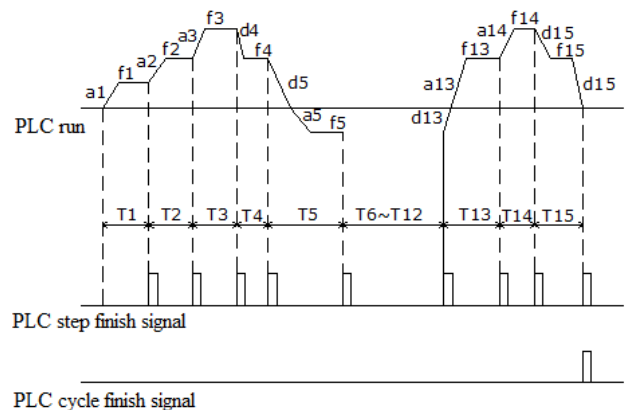 f3 d4 f14
a3 a14 d15
a2 f2 f4 f13 f15
f1 a1 d5 a13 d15
a5 f5 d13
PLC run
T1 T2 T3 T4 T5 T6~T12 T13 T14 T15
PLC step finish signal
PLC cycle finish signal